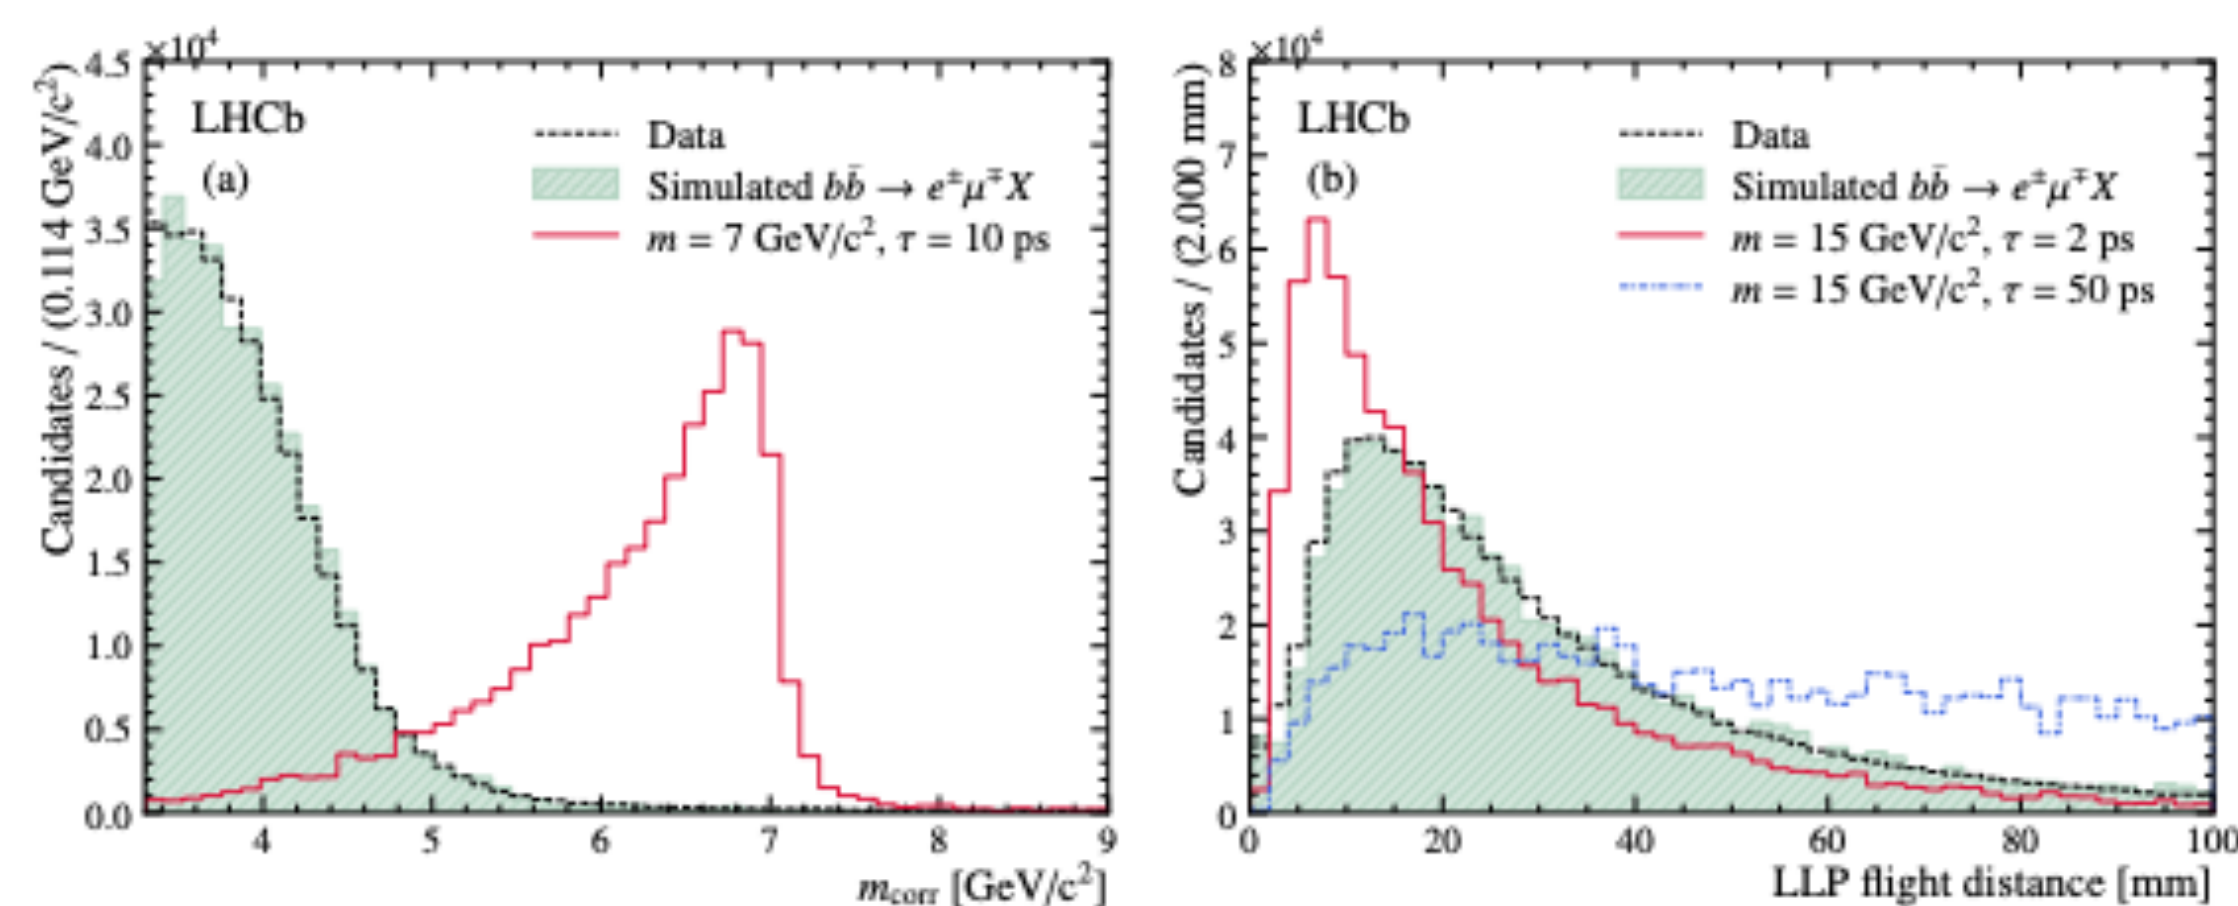 ×10⁴
4.5
4.0
3.5
3.0
2.5
2.0
1.5
1.0
0.5
0.0
Candidates / (0.114 GeV/c²)
LHCb
(a)
Data
Simulated bb̄ → e±μ∓X
m = 7 GeV/c², τ = 10 ps
4 5 6 7 8 9
m_corr [GeV/c²]
×10⁴
8
7
6
5
4
3
2
1
0
Candidates / (2.000 mm)
LHCb
(b)
Data
Simulated bb̄ → e±μ∓X
m = 15 GeV/c², τ = 2 ps
m = 15 GeV/c², τ = 50 ps
0 20 40 60 80 100
LLP flight distance [mm]